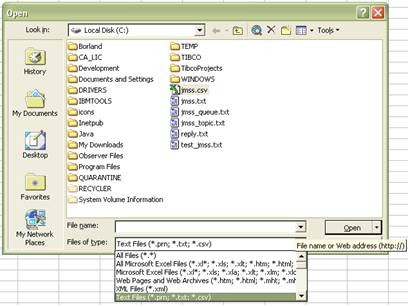 Open
Look in: Local Disk (C:)
Tools
History
My Documents
Desktop
Favorites
My Network Places
Borland
CA_LIC
Development
Documents and Settings
DRIVERS
IBMTOOLS
icons
Inetpub
Java
My Downloads
Observer Files
Program Files
QUARANTINE
RECYCLER
System Volume Information
TEMP
TIBCO
TibcoProjects
WINDOWS
jmss.csv
jmss.txt
jmss_queue.txt
jmss_topic.txt
reply.txt
test_jmss.txt
File name:
Open
Files of type: Text Files (*.prn; *.txt; *.csv)
File name or Web address (http://)
All Files (*.*)
All Microsoft Excel Files (*.xl*; *.xls; *.xlt; *.htm; *.html;
Microsoft Excel Files (*.xl*; *.xls; *.xla; *.xlt; *.xlm; *.xlc
Web Pages and Web Archives (*.htm; *.html; *.mht; *.mh
XML Files (*.xml)
Text Files (*.prn; *.txt; *.csv)